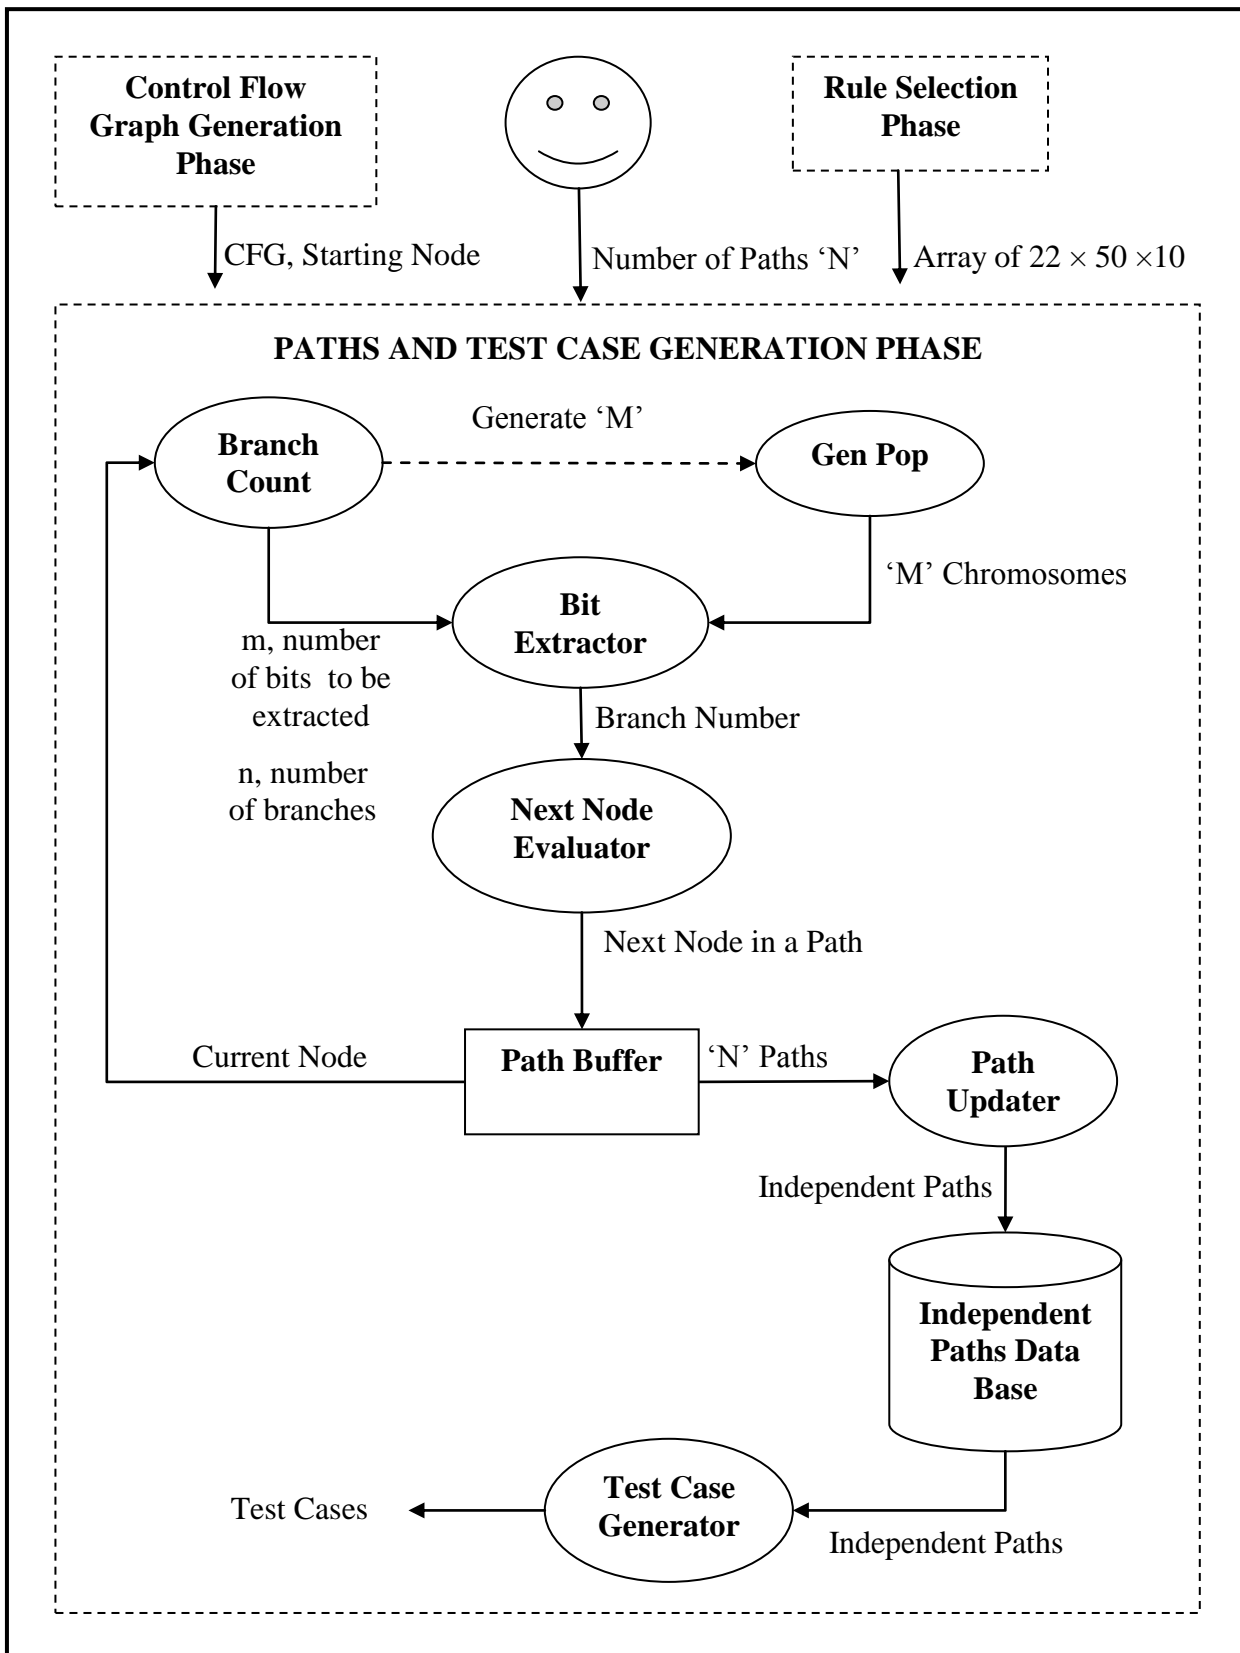 Control Flow
Graph Generation
Phase
Rule Selection
Phase
CFG, Starting Node
Number of Paths ‘N’
Array of 22 × 50 ×10
PATHS AND TEST CASE GENERATION PHASE
Generate ‘M’
Branch
Count
Gen Pop
‘M’ Chromosomes
Bit
Extractor
m, number
of bits to be
extracted
Branch Number
n, number
of branches
Next Node
Evaluator
Next Node in a Path
Current Node
Path Buffer
‘N’ Paths
Path
Updater
Independent Paths
Independent
Paths Data
Base
Test Case
Generator
Test Cases
Independent Paths